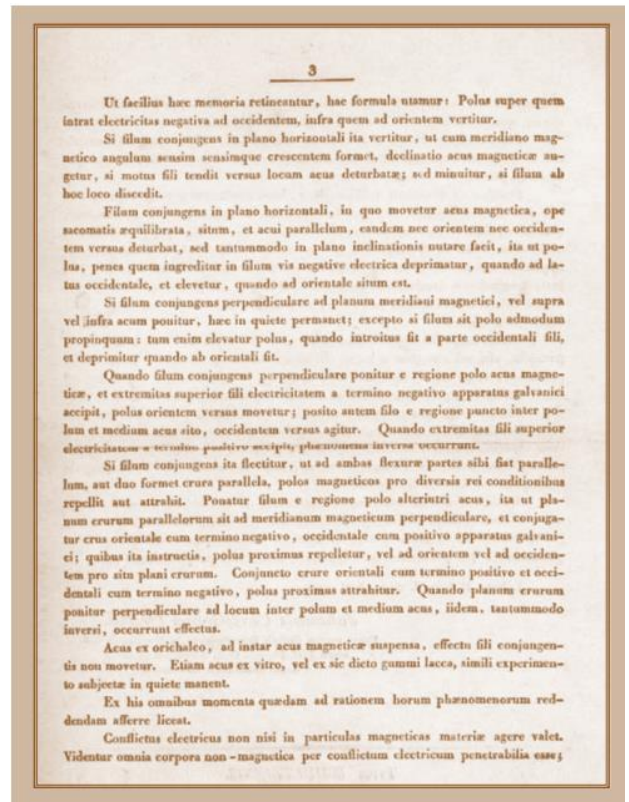 3
Ut facilius hæc memoria retineantur, hac formula utamur: Polus super quem
intrat electricitas negativa ad occidentem, infra quem ad orientem vertitur.
Si filum conjungens in plano horizontali ita vertitur, ut cum meridiano mag-
netico angulum sensim sensimque crescentem formet, declinatio acus magneticæ au-
getur, si motus fili tendit versus locum acus deturbatæ; sed minuitur, si filum ab
hoc loco discedit.
Filum conjungens in plano horizontali, in quo movetur acus magnetica, ope
sacomatis æquilibrata, situm, et acui parallelum, eandem nec orientem nec occiden-
tem versus deturbat, sed tantummodo in plano inclinationis nutare facit, ita ut po-
lus, penes quem ingreditur in filum vis negative electrica deprimatur, quando ad la-
tus occidentale, et elevetur, quando ad orientale situm est.
Si filum conjungens perpendiculare ad planum meridiani magnetici, vel supra
vel infra acum ponitur, hæc in quiete permanet; excepto si filum sit polo admodum
propinquum: tum enim elevatur polus, quando introitus fit a parte occidentali fili,
et deprimitur quando ab orientali fit.
Quando filum conjungens perpendiculare ponitur e regione polo acus magne-
ticæ, et extremitas superior fili electricitatem a termino negativo apparatus galvanici
accipit, polus orientem versus movetur; posito autem filo e regione puncto inter po-
lum et medium acus sito, occidentem versus agitur. Quando extremitas fili superior
electricitatem a termino positivo accipit, phænomena inversa occurrunt.
Si filum conjungens ita flectitur, ut ad ambas flexuræ partes sibi fiat paralle-
lum, aut duo formet crura parallela, polos magneticos pro diversis rei conditionibus
repellit aut attrahit. Ponatur filum e regione polo alterutri acus, ita ut pla-
num crurum parallelorum sit ad meridianum magneticum perpendiculare, et conjuga-
tur crus orientale cum termino negativo, occidentale cum positivo apparatus galvani-
ci; quibus ita instructis, polus proximus repelletur, vel ad orientem vel ad occiden-
tem pro situ plani crurum. Conjuncto crure orientali cum termino positivo et occi-
dentali cum termino negativo, polus proximus attrahitur. Quando planum crurum
ponitur perpendiculare ad locum inter polum et medium acus, iidem, tantummodo
inversi, occurrunt effectus.
Acus ex orichalco, ad instar acus magneticæ suspensa, effectu fili conjungen-
tis non movetur. Etiam acus ex vitro, vel ex sic dicto gummi lacca, simili experimen-
to subjectæ in quiete manent.
Ex his omnibus momenta quædam ad rationem horum phænomenorum red-
dendam afferre liceat.
Conflictus electricus non nisi in particulas magneticas materiæ agere valet.
Videntur omnia corpora non-magnetica per conflictum electricum penetrabilia esse;